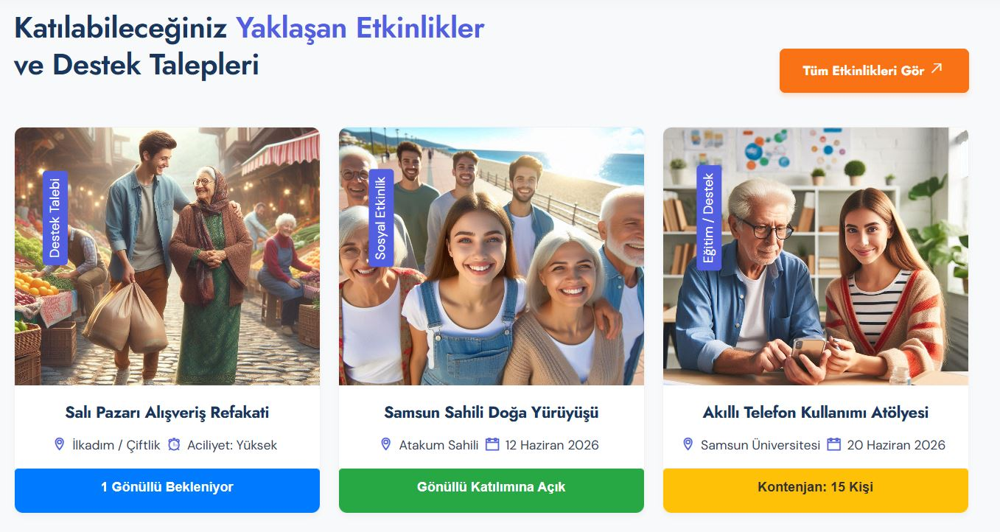 Katılabileceğiniz Yaklaşan Etkinlikler
ve Destek Talepleri
Tüm Etkinlikleri Gör
Destek Talebi
Salı Pazarı Alışveriş Refakati
İlkadım / Çiftlik Aciliyet: Yüksek
1 Gönüllü Bekleniyor
Sosyal Etkinlik
Samsun Sahili Doğa Yürüyüşü
Atakum Sahili 12 Haziran 2026
Gönüllü Katılımına Açık
Eğitim / Destek
Akıllı Telefon Kullanımı Atölyesi
Samsun Üniversitesi 20 Haziran 2026
Kontenjan: 15 Kişi